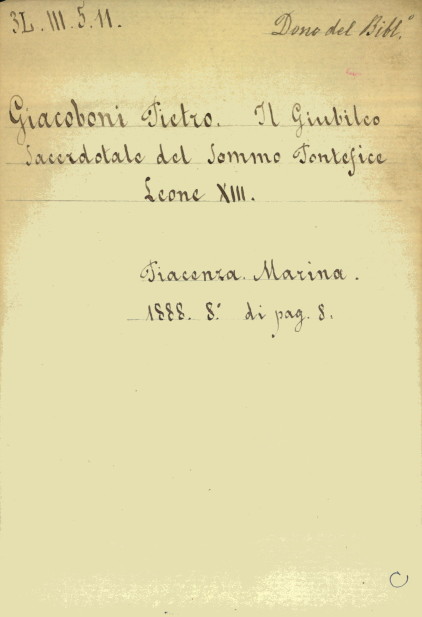 3L. III. 5. 11.
Dono del Bibl.º
Giacoboni Pietro. Il Giubileo
Sacerdotale del Sommo Pontefice
Leone XIII.
Piacenza. Marina.
1888. 8.º di pag. 8.